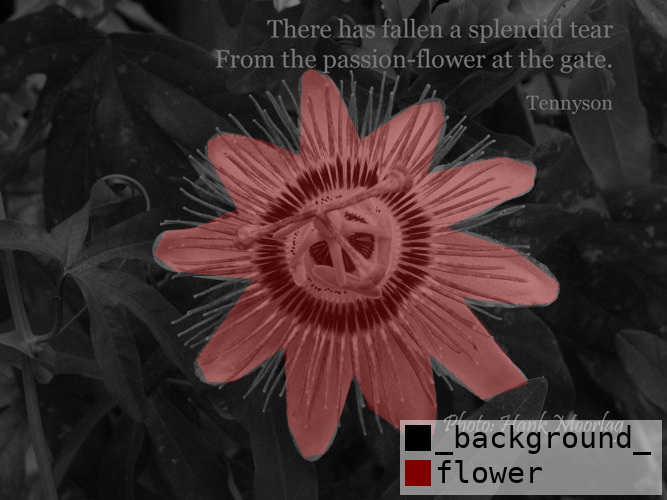 There has fallen a splendid tear
From the passion-flower at the gate.
Tennyson
Photo: Hank Moorlag
_background_
flower